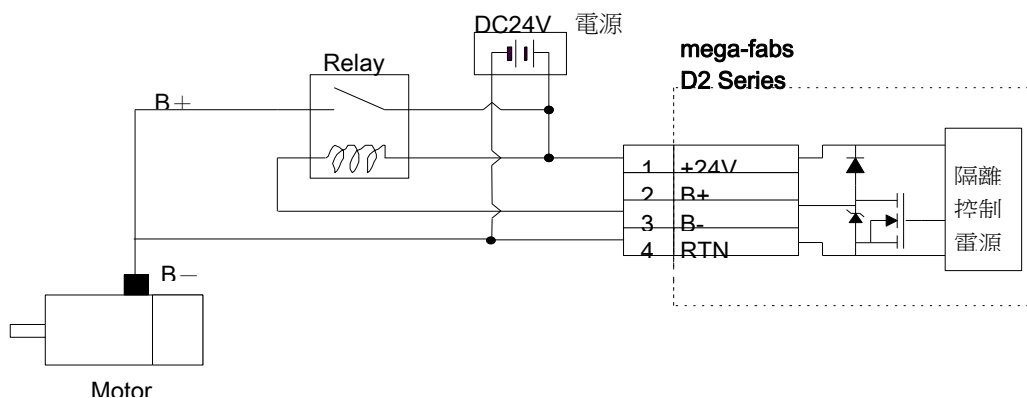 DC24V 電源
mega-fabs
D2 Series
Relay
B+
1 +24V
2 B+
3 B-
4 RTN
隔離
控制
電源
B-
Motor